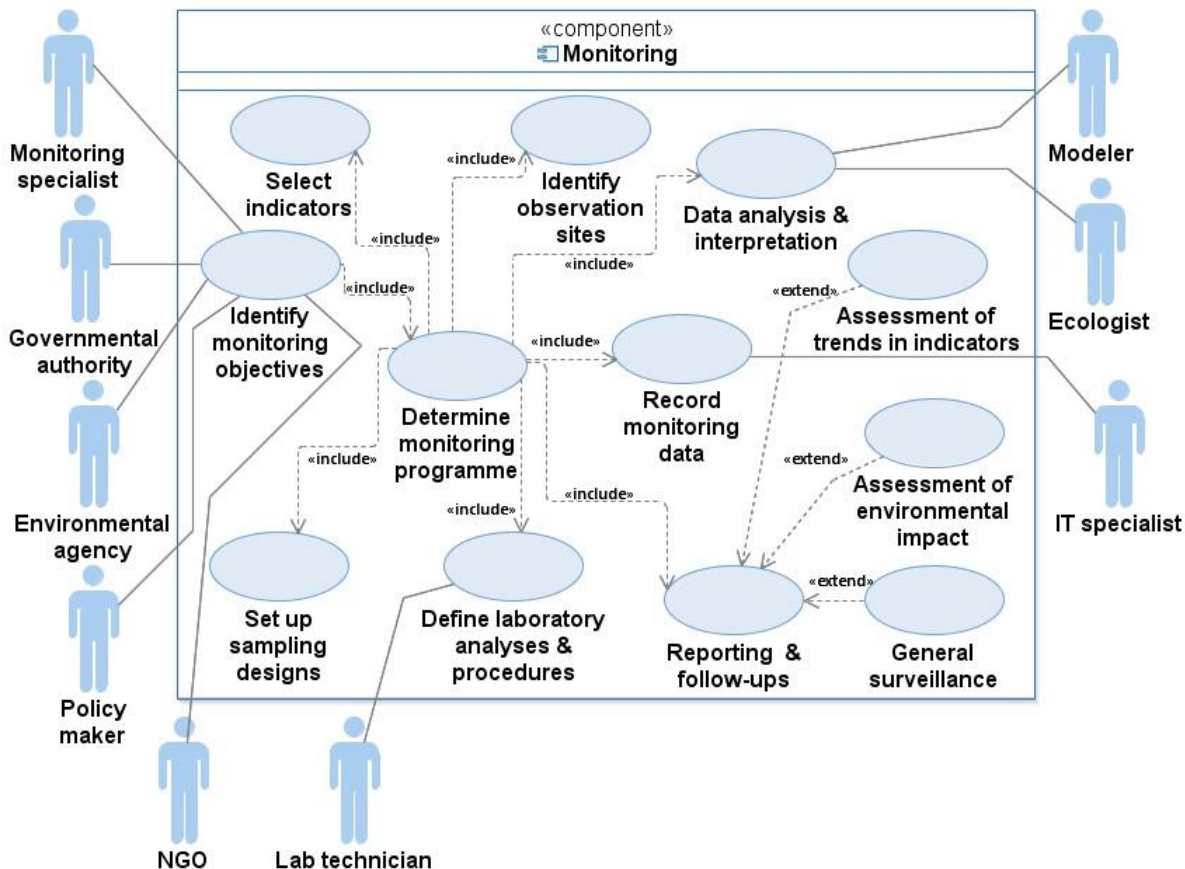 «component»
Monitoring
Monitoring
specialist
Governmental
authority
Environmental
agency
Policy
maker
NGO
Lab technician
Modeler
Ecologist
IT specialist
Select
indicators
«include»
Identify
observation
sites
«include»
Data analysis &
interpretation
«include»
Identify
monitoring
objectives
«include»
Assessment of
trends in indicators
«extend»
Determine
monitoring
programme
«include»
Record
monitoring
data
«include»
Assessment of
environmental
impact
«extend»
«include»
«include»
Set up
sampling
designs
Define laboratory
analyses &
procedures
Reporting &
follow-ups
«extend»
General
surveillance